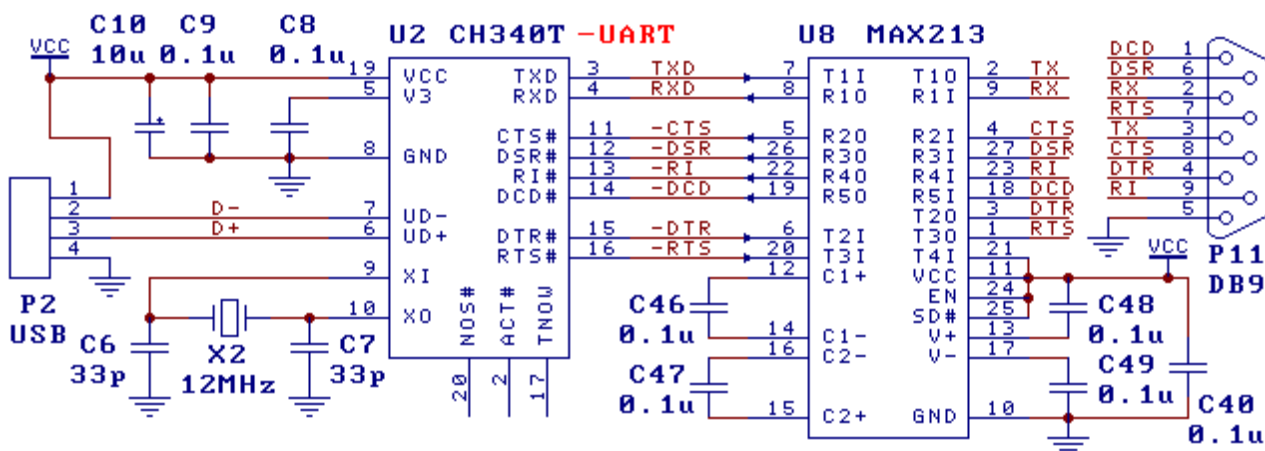 C10 C9 C8 U2 CH340T -UART U8 MAX213
VCC 10u 0.1u 0.1u
19 VCC TXD 3 TXD 7 T1I T1O 2 TX DCD 1
5 V3 RXD 4 RXD 8 R1O R1I 9 RX DSR 6
RX 2
RTS 7
CTS# 11 -CTS 5 R2O R2I 4 CTS TX 3
8 GND DSR# 12 -DSR 26 R3O R3I 27 DSR CTS 8
RI# 13 -RI 22 R4O R4I 23 RI DTR 4
1 DCD# 14 -DCD 19 R5O R5I 18 DCD RI 9
2 D- 7 UD- T2O 3 DTR 5
3 D+ 6 UD+ DTR# 15 -DTR 6 T2I T3O 1 RTS
4 RTS# 16 -RTS 20 T3I T4I 21 VCC P11
9 XI 12 C1+ VCC 11 DB9
P2 EN 24
USB 10 XO C46 SD# 25 C48
C6 X2 C7 0.1u 14 C1- V+ 13 0.1u
33p 12MHz 33p 16 C2- V- 17
NOS# ACT# TNOW C47 C49
20 2 17 0.1u 15 C2+ GND 10 0.1u C40
0.1u